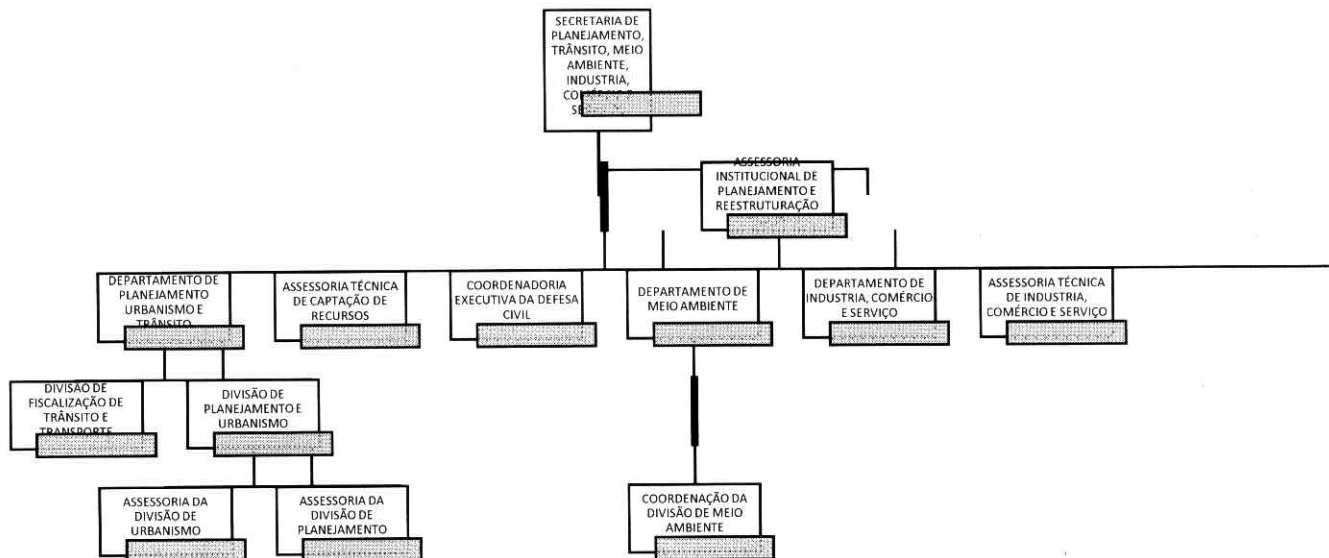 SECRETARIA DE
PLANEJAMENTO,
TRÂNSITO, MEIO
AMBIENTE,
INDUSTRIA,
ASSESSORIA
INSTITUCIONAL DE
PLANEJAMENTO E
REESTRUTURAÇÃO
DEPARTAMENTO DE
PLANEJAMENTO
URBANISMO E
TRÂNSITO
ASSESSORIA TÉCNICA
DE CAPTAÇÃO DE
RECURSOS
COORDENADORIA
EXECUTIVA DA DEFESA
CIVIL
DEPARTAMENTO DE
MEIO AMBIENTE
DEPARTAMENTO DE
INDUSTRIA, COMÉRCIO
E SERVIÇO
ASSESSORIA TÉCNICA
DE INDUSTRIA,
COMÉRCIO E SERVIÇO
DIVISÃO DE
FISCALIZAÇÃO DE
TRÂNSITO E
TRANSPORTE
DIVISÃO DE
PLANEJAMENTO E
URBANISMO
ASSESSORIA DA
DIVISÃO DE
URBANISMO
ASSESSORIA DA
DIVISÃO DE
PLANEJAMENTO
COORDENAÇÃO DA
DIVISÃO DE MEIO
AMBIENTE